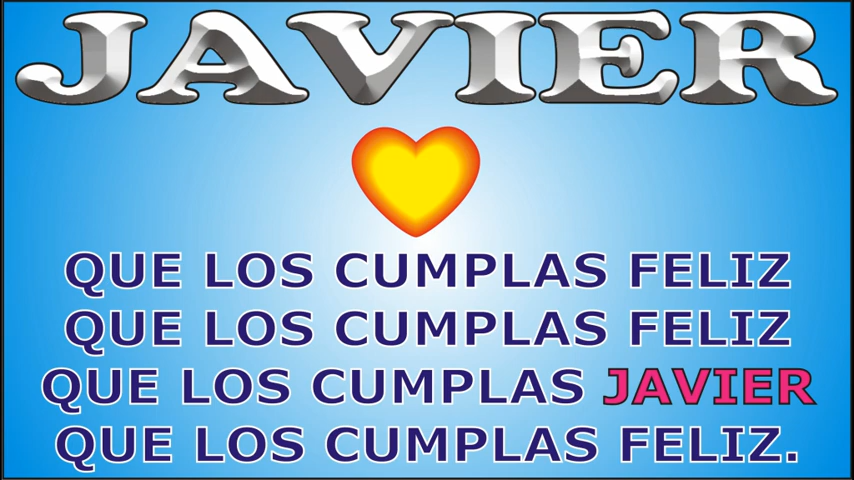 JAVIER
QUE LOS CUMPLAS FELIZ
QUE LOS CUMPLAS FELIZ
QUE LOS CUMPLAS JAVIER
QUE LOS CUMPLAS FELIZ.